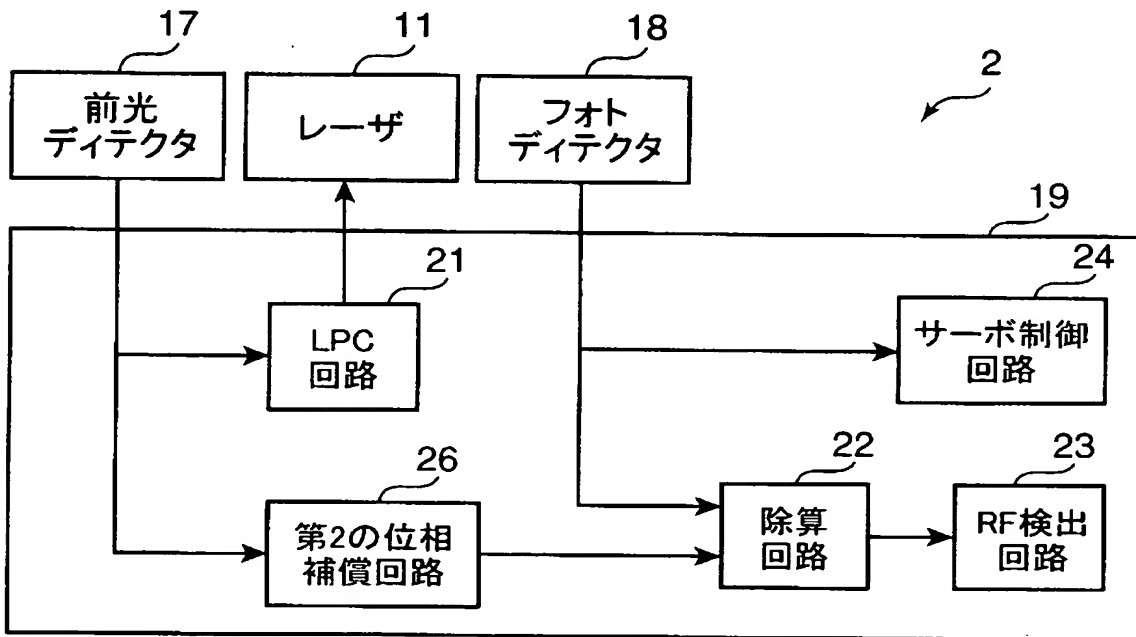 17
11
18
2
前光
ディテクタ
レーザ
フォト
ディテクタ
19
21
24
LPC
回路
サーボ制御
回路
26
22
23
第2の位相
補償回路
除算
回路
RF検出
回路